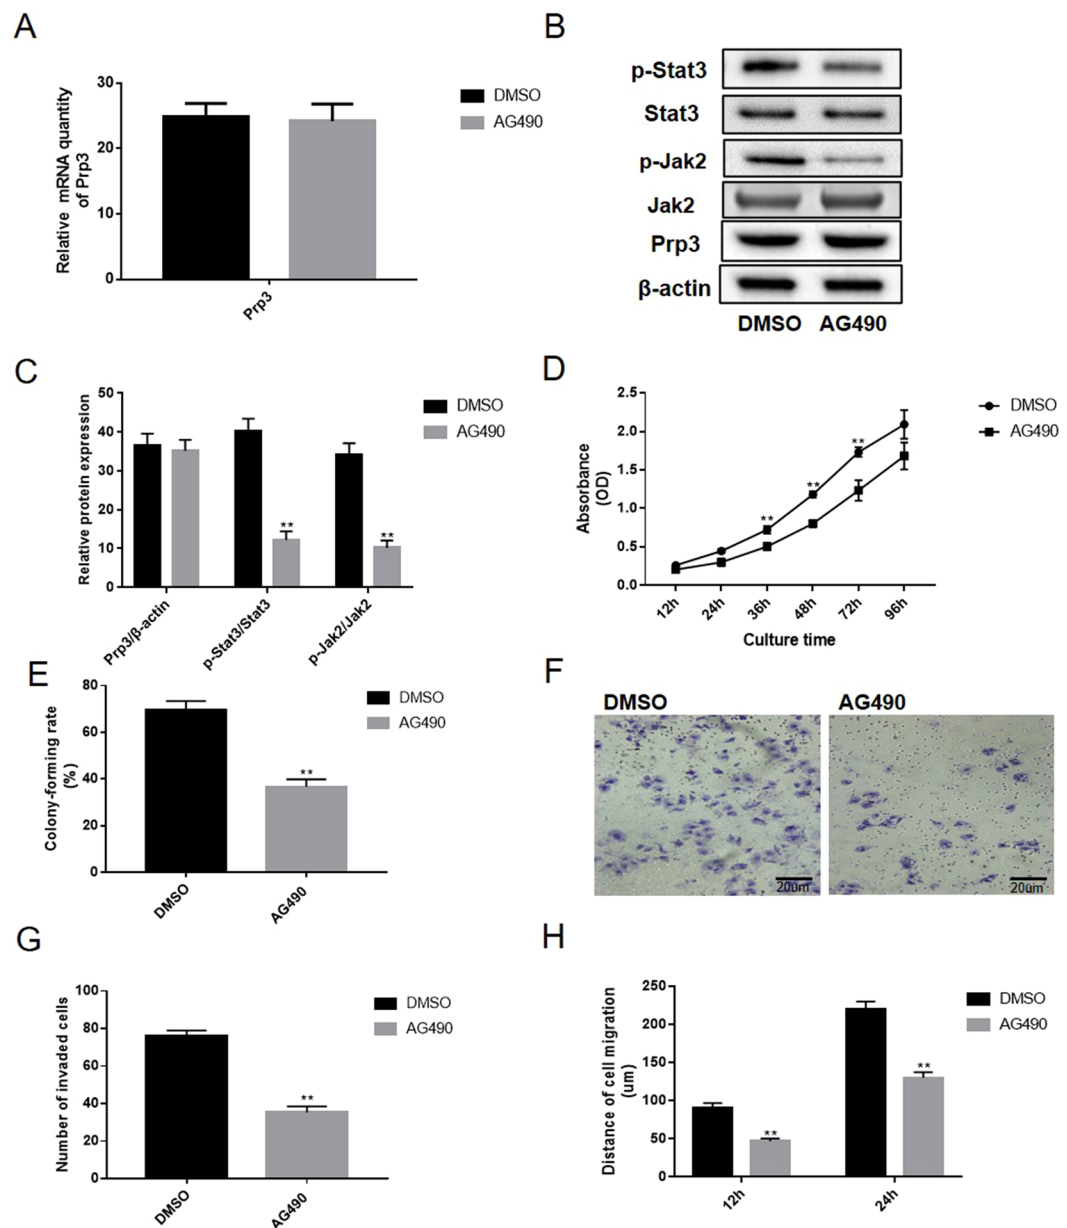 A
Relative mRNA quantity
of Prp3
30
20
10
0
Prp3
DMSO
AG490
B
p-Stat3
Stat3
p-Jak2
Jak2
Prp3
β-actin
DMSO AG490
C
Relative protein expression
50
40
30
20
10
0
**
**
Prp3/β-actin
p-Stat3/Stat3
p-Jak2/Jak2
DMSO
AG490
D
Absorbance
(OD)
2.5
2.0
1.5
1.0
0.5
0.0
**
**
**
12h
24h
36h
48h
72h
96h
Culture time
DMSO
AG490
E
Colony-forming rate
(%)
80
60
40
20
0
**
DMSO
AG490
DMSO
AG490
F
DMSO
AG490
20um
20um
G
Number of invaded cells
100
80
60
40
20
0
**
DMSO
AG490
DMSO
AG490
H
Distance of cell migration
(um)
250
200
150
100
50
0
**
**
12h
24h
DMSO
AG490